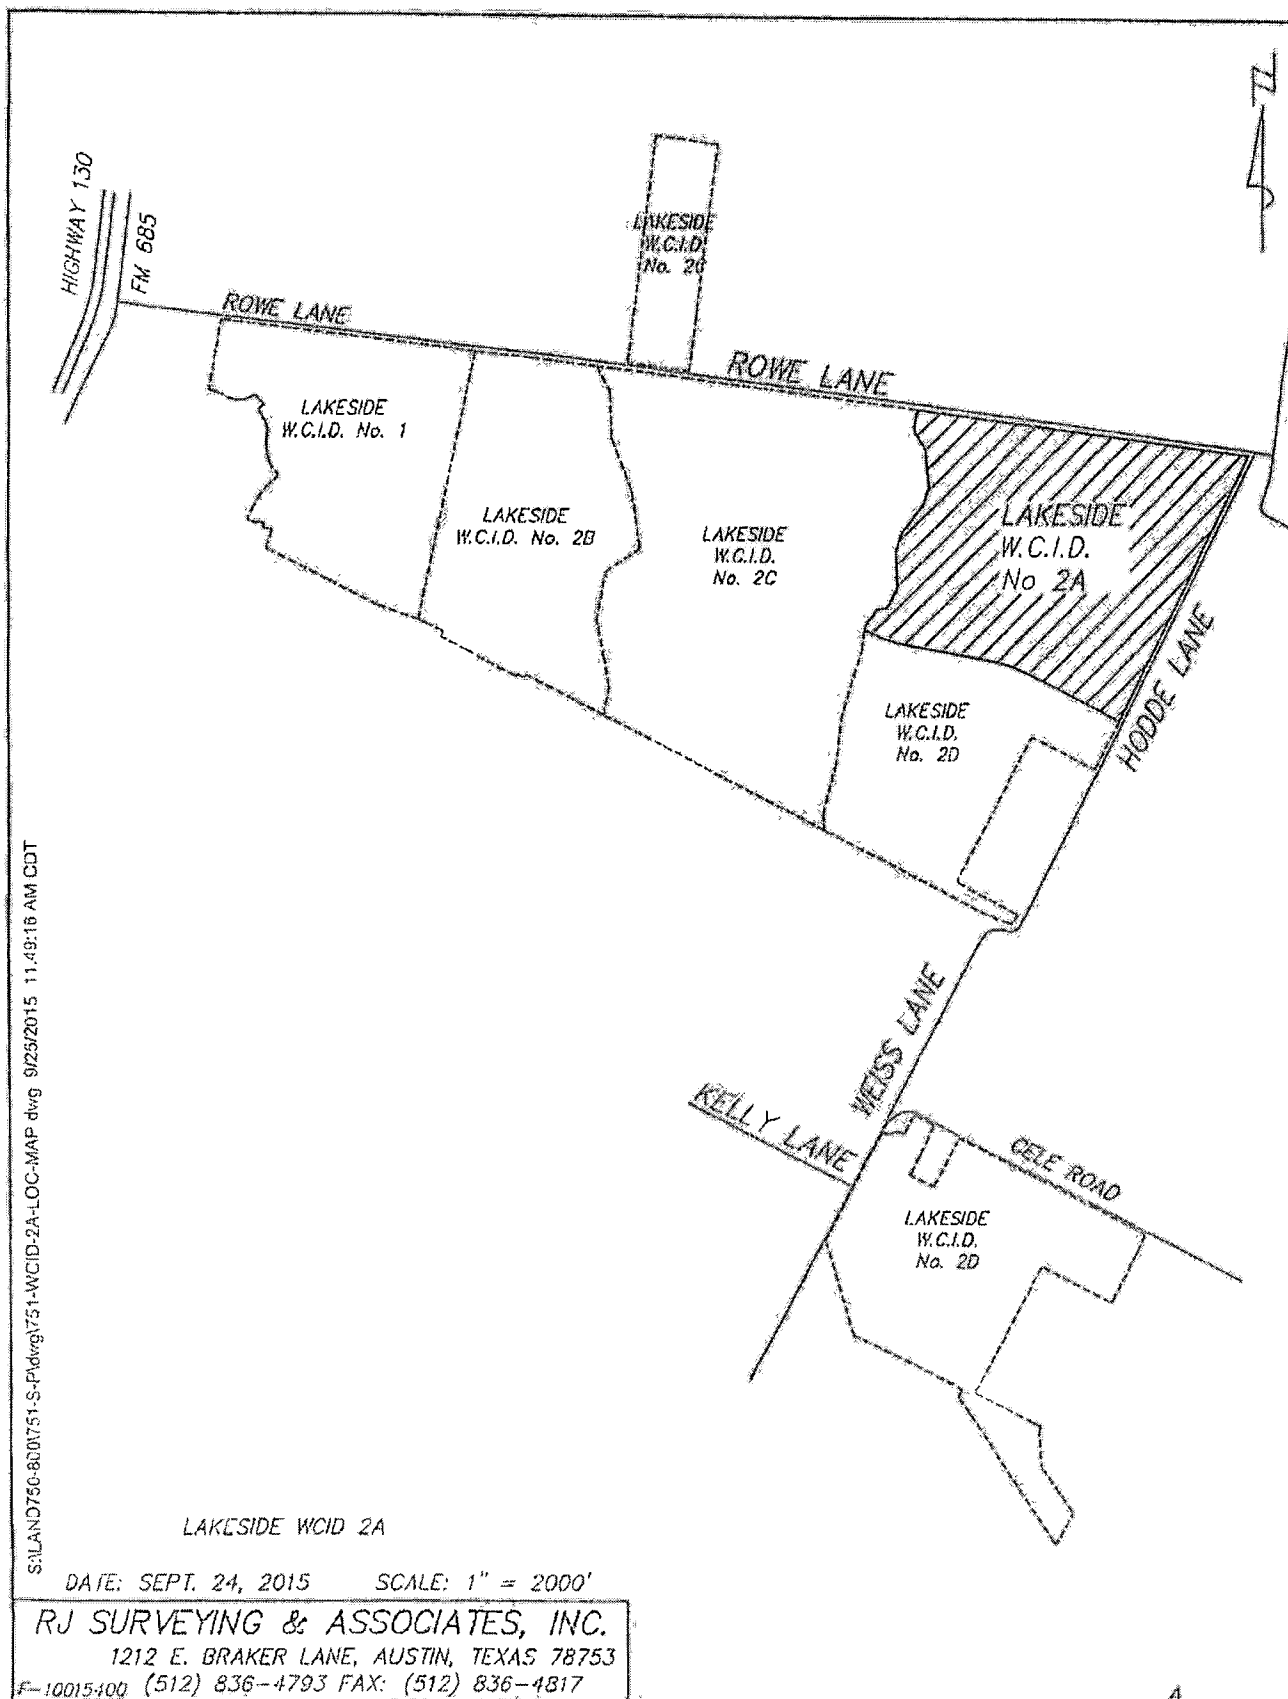 HIGHWAY 130
FM 685
ROWE LANE
LAKESIDE
W.C.I.D.
No. 2C
ROWE LANE
LAKESIDE
W.C.I.D. No. 1
LAKESIDE
W.C.I.D. No. 2B
LAKESIDE
W.C.I.D.
No. 2C
LAKESIDE
W.C.I.D.
No 2A
HODDE LANE
LAKESIDE
W.C.I.D.
No. 2D
WEISS LANE
KELLY LANE
CELE ROAD
LAKESIDE
W.C.I.D.
No. 2D
S:\LAND750-800\751-S-P\dwg\751-WCID-2A-LOC-MAP dwg 9/25/2015 11:49:16 AM CDT
LAKESIDE WCID 2A
DATE: SEPT. 24, 2015 SCALE: 1" = 2000'
RJ SURVEYING & ASSOCIATES, INC.
1212 E. BRAKER LANE, AUSTIN, TEXAS 78753
F-10015400 (512) 836-4793 FAX: (512) 836-4817